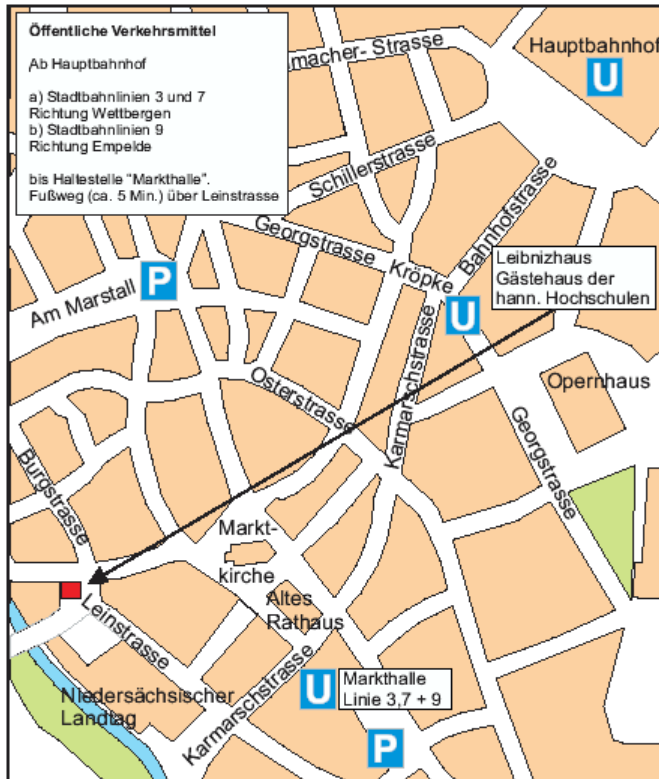 Öffentliche Verkehrsmittel
Ab Hauptbahnhof
a) Stadtbahnlinien 3 und 7
Richtung Wettbergen
b) Stadtbahnlinien 9
Richtung Empelde
bis Haltestelle "Markthalle".
Fußweg (ca. 5 Min.) über Leinstrasse
macher- Strasse
Hauptbahnhof
U
Schillerstrasse
Bahnhofstrasse
Georgstrasse
Kröpke
Leibnizhaus
Gästehaus der
hann. Hochschulen
P
Am Marstall
U
Karmarschstrasse
Osterstrasse
Opernhaus
Georgstrasse
Burgstrasse
Markt-
kirche
Altes
Rathaus
Leinstrasse
Karmarschstrasse
U
Markthalle
Linie 3,7 + 9
Niedersächsischer
Landtag
P